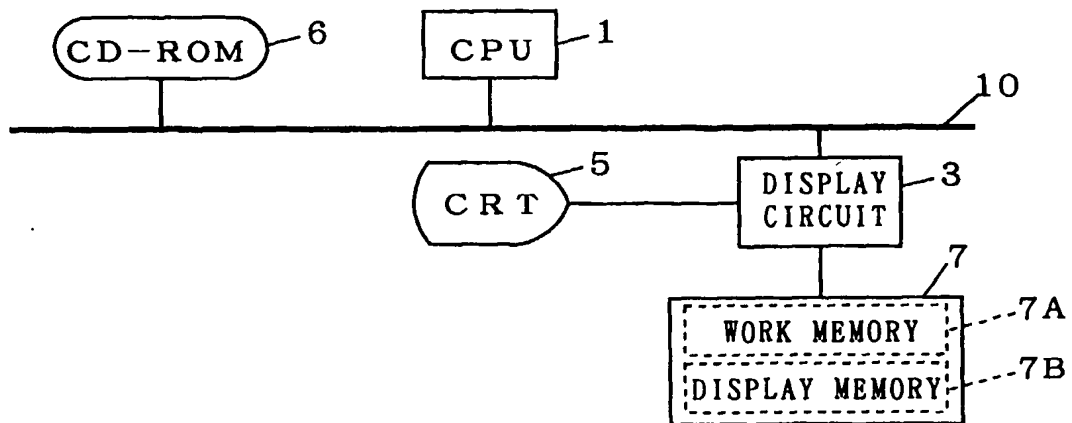 CD-ROM
6
CPU
1
10
CRT
5
DISPLAY
CIRCUIT
3
7
WORK MEMORY
7A
DISPLAY MEMORY
7B